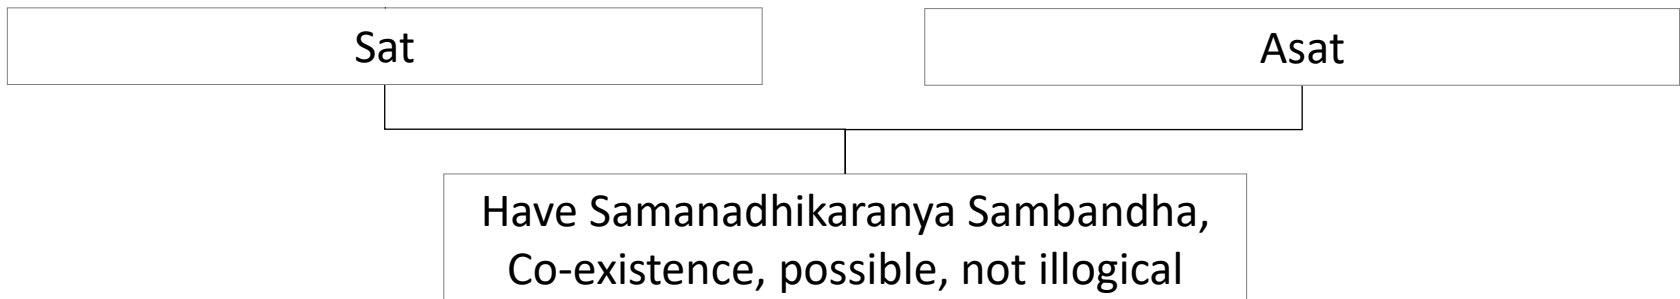 Sat
Asat
Have Samanadhikaranya Sambandha,
Co-existence, possible, not illogical